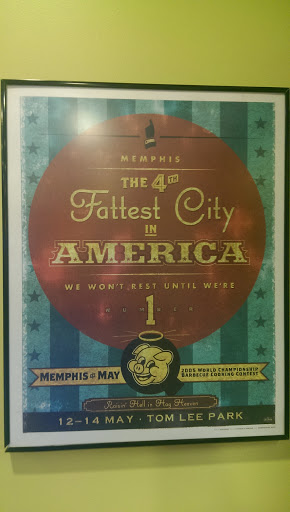 MEMPHIS
THE 4TH
Fattest City
IN
AMERICA
WE WON'T REST UNTIL WE'RE
NUMBER
1
MEMPHIS in MAY
2005 WORLD CHAMPIONSHIP
BARBECUE COOKING CONTEST
Raisin' Hell in Hog Heaven
12-14 MAY · TOM LEE PARK